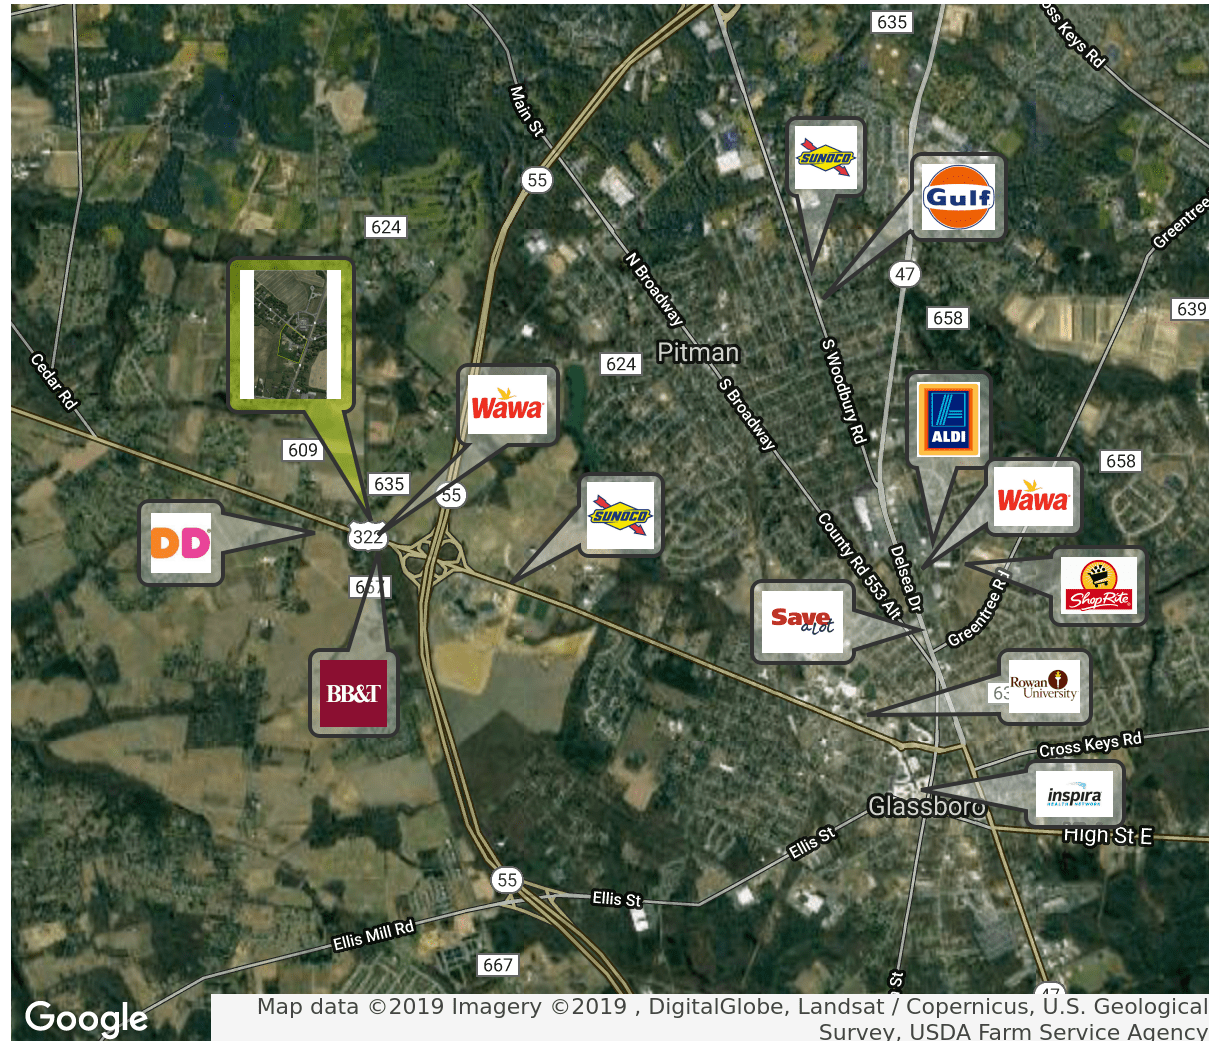 635
Cross Keys Rd
Main St
SUNOCO
55
Gulf
624
Greentree
N Broadway
47
639
658
S Woodbury Rd
Pitman
624
Cedar Rd
S Broadway
Wawa
ALDI
609
658
635
55
Wawa
SUNOCO
DD
322
County Rd 553 Alt
Delsea Dr
667
ShopRite
Greentree Rd
Save
a lot
BB&T
Rowan
University
Cross Keys Rd
inspira
HEALTH NETWORK
Glassboro
High St E
Ellis St
55
Ellis St
Ellis Mill Rd
667
St
47
Google
Map data ©2019 Imagery ©2019 , DigitalGlobe, Landsat / Copernicus, U.S. Geological
Survey, USDA Farm Service Agency